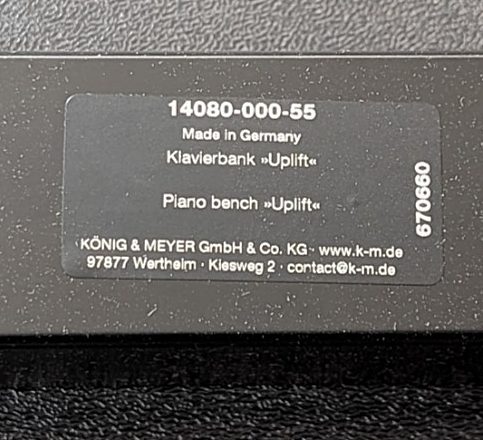 14080-000-55
Made in Germany
Klavierbank »Uplift«
Piano bench »Uplift«
670660
KÖNIG & MEYER GmbH & Co. KG · www.k-m.de
97877 Wertheim · Kiesweg 2 · contact@k-m.de